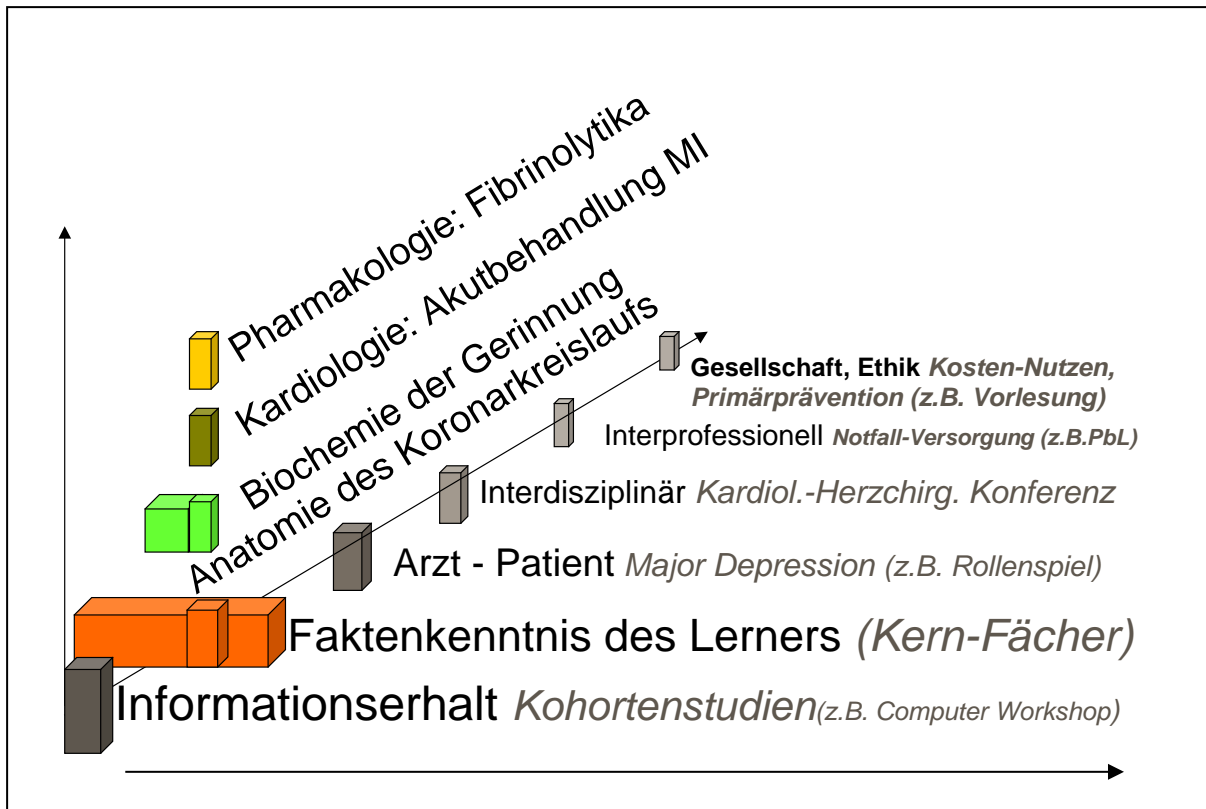 Pharmakologie: Fibrinolytika
Kardiologie: Akutbehandlung MI
Biochemie der Gerinnung
Anatomie des Koronarkreislaufs
Gesellschaft, Ethik Kosten-Nutzen,
Primärprävention (z.B. Vorlesung)
Interprofessionell Notfall-Versorgung (z.B.PbL)
Interdisziplinär Kardiol.-Herzchirg. Konferenz
Arzt - Patient Major Depression (z.B. Rollenspiel)
Faktenkenntnis des Lerners (Kern-Fächer)
Informationserhalt Kohortenstudien(z.B. Computer Workshop)